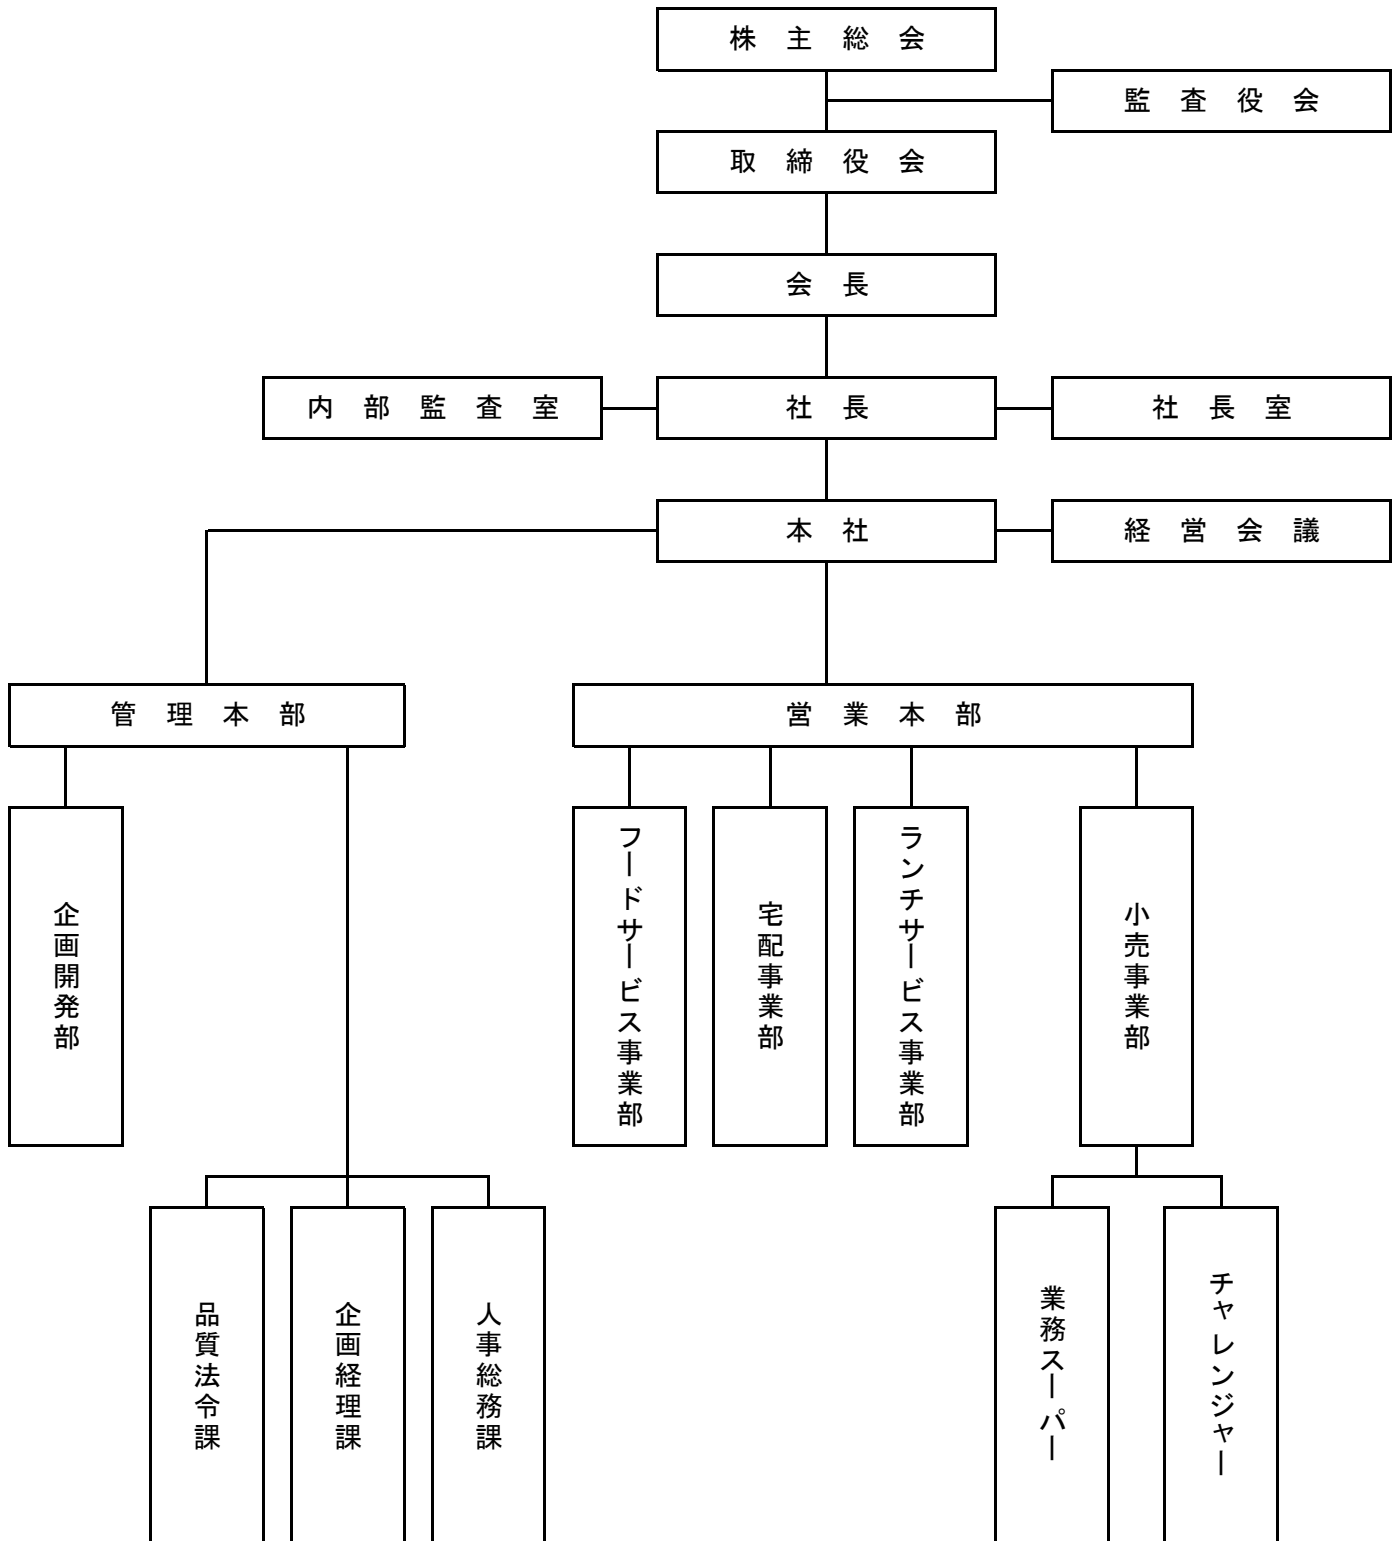 株主総会
監査役会
取締役会
会長
内部監査室
社長
社長室
本社
経営会議
管理本部
営業本部
企画開発部
フードサービス事業部
宅配事業部
ランチサービス事業部
小売事業部
品質法令課
企画経理課
人事総務課
業務スーパー
チャレンジャー